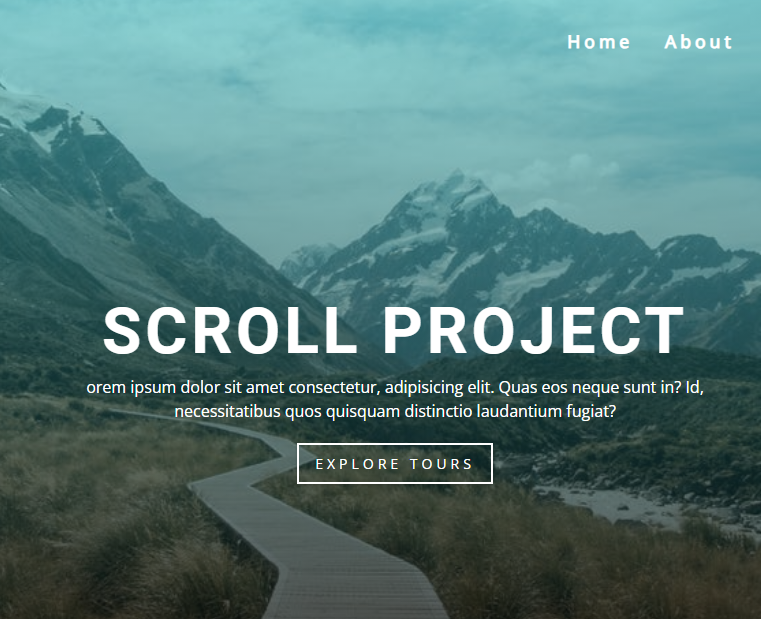 Home About
SCROLL PROJECT
orem ipsum dolor sit amet consectetur, adipisicing elit. Quas eos neque sunt in? Id,
necessitatibus quos quisquam distinctio laudantium fugiat?
EXPLORE TOURS